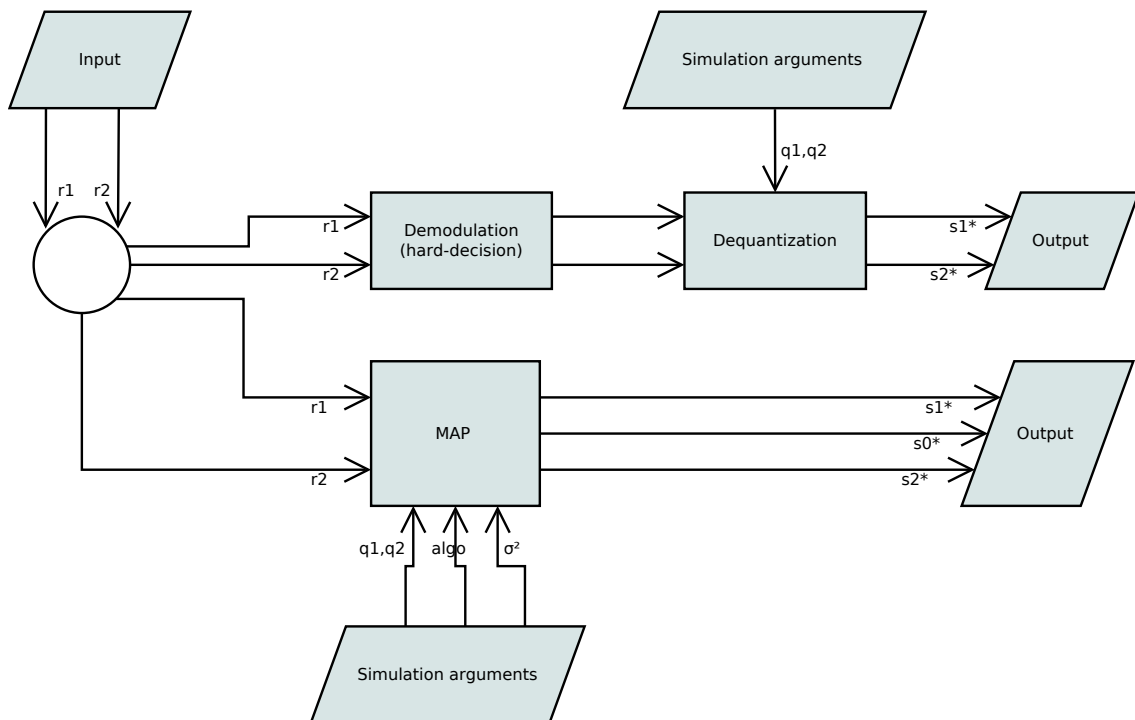 Input
Simulation arguments
q1,q2
r1
r2
r1
Demodulation
(hard-decision)
r2
Dequantization
s1*
s2*
Output
r1
r2
MAP
s1*
s0*
s2*
Output
q1,q2
algo
σ²
Simulation arguments